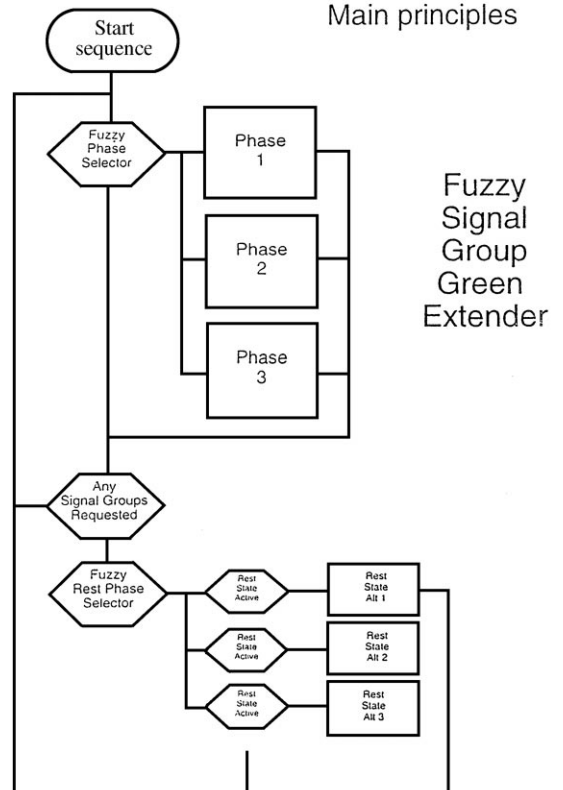 Main principles
Start
sequence
Fuzzy
Phase
Selector
Phase
1
Phase
2
Phase
3
Fuzzy
Signal
Group
Green
Extender
Any
Signal Groups
Requested
Fuzzy
Rest Phase
Selector
Rest
State
Active
Rest
State
Alt 1
Rest
State
Active
Rest
State
Alt 2
Rest
State
Active
Rest
State
Alt 3